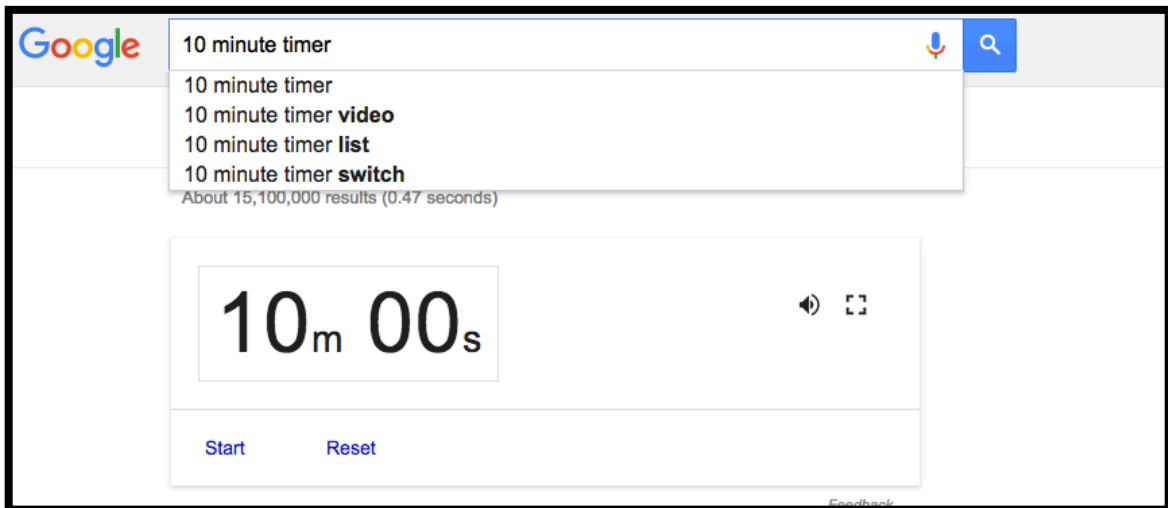 Google 10 minute timer
10 minute timer
10 minute timer video
10 minute timer list
10 minute timer switch
About 15,100,000 results (0.47 seconds)
10m 00s
Start Reset
Feedback